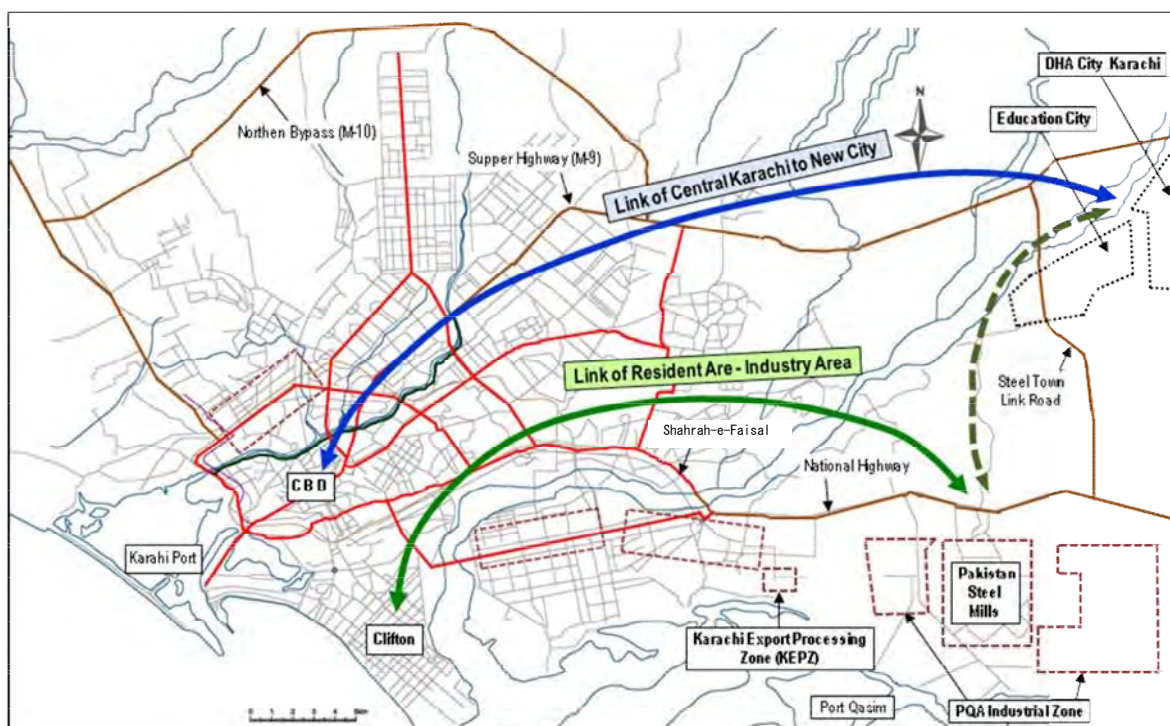 DHA City Karachi
Education City
N
Northen Bypass (M-10)
Supper Highway (M-9)
Link of Central Karachi to New City
Link of Resident Are - Industry Area
Steel Town
Link Road
Shahrah-e-Faisal
National Highway
CBD
Karahi Port
Pakistan
Steel
Mills
Clifton
Karachi Export Processing
Zone (KEPZ)
Port Qasim
PQA Industrial Zone